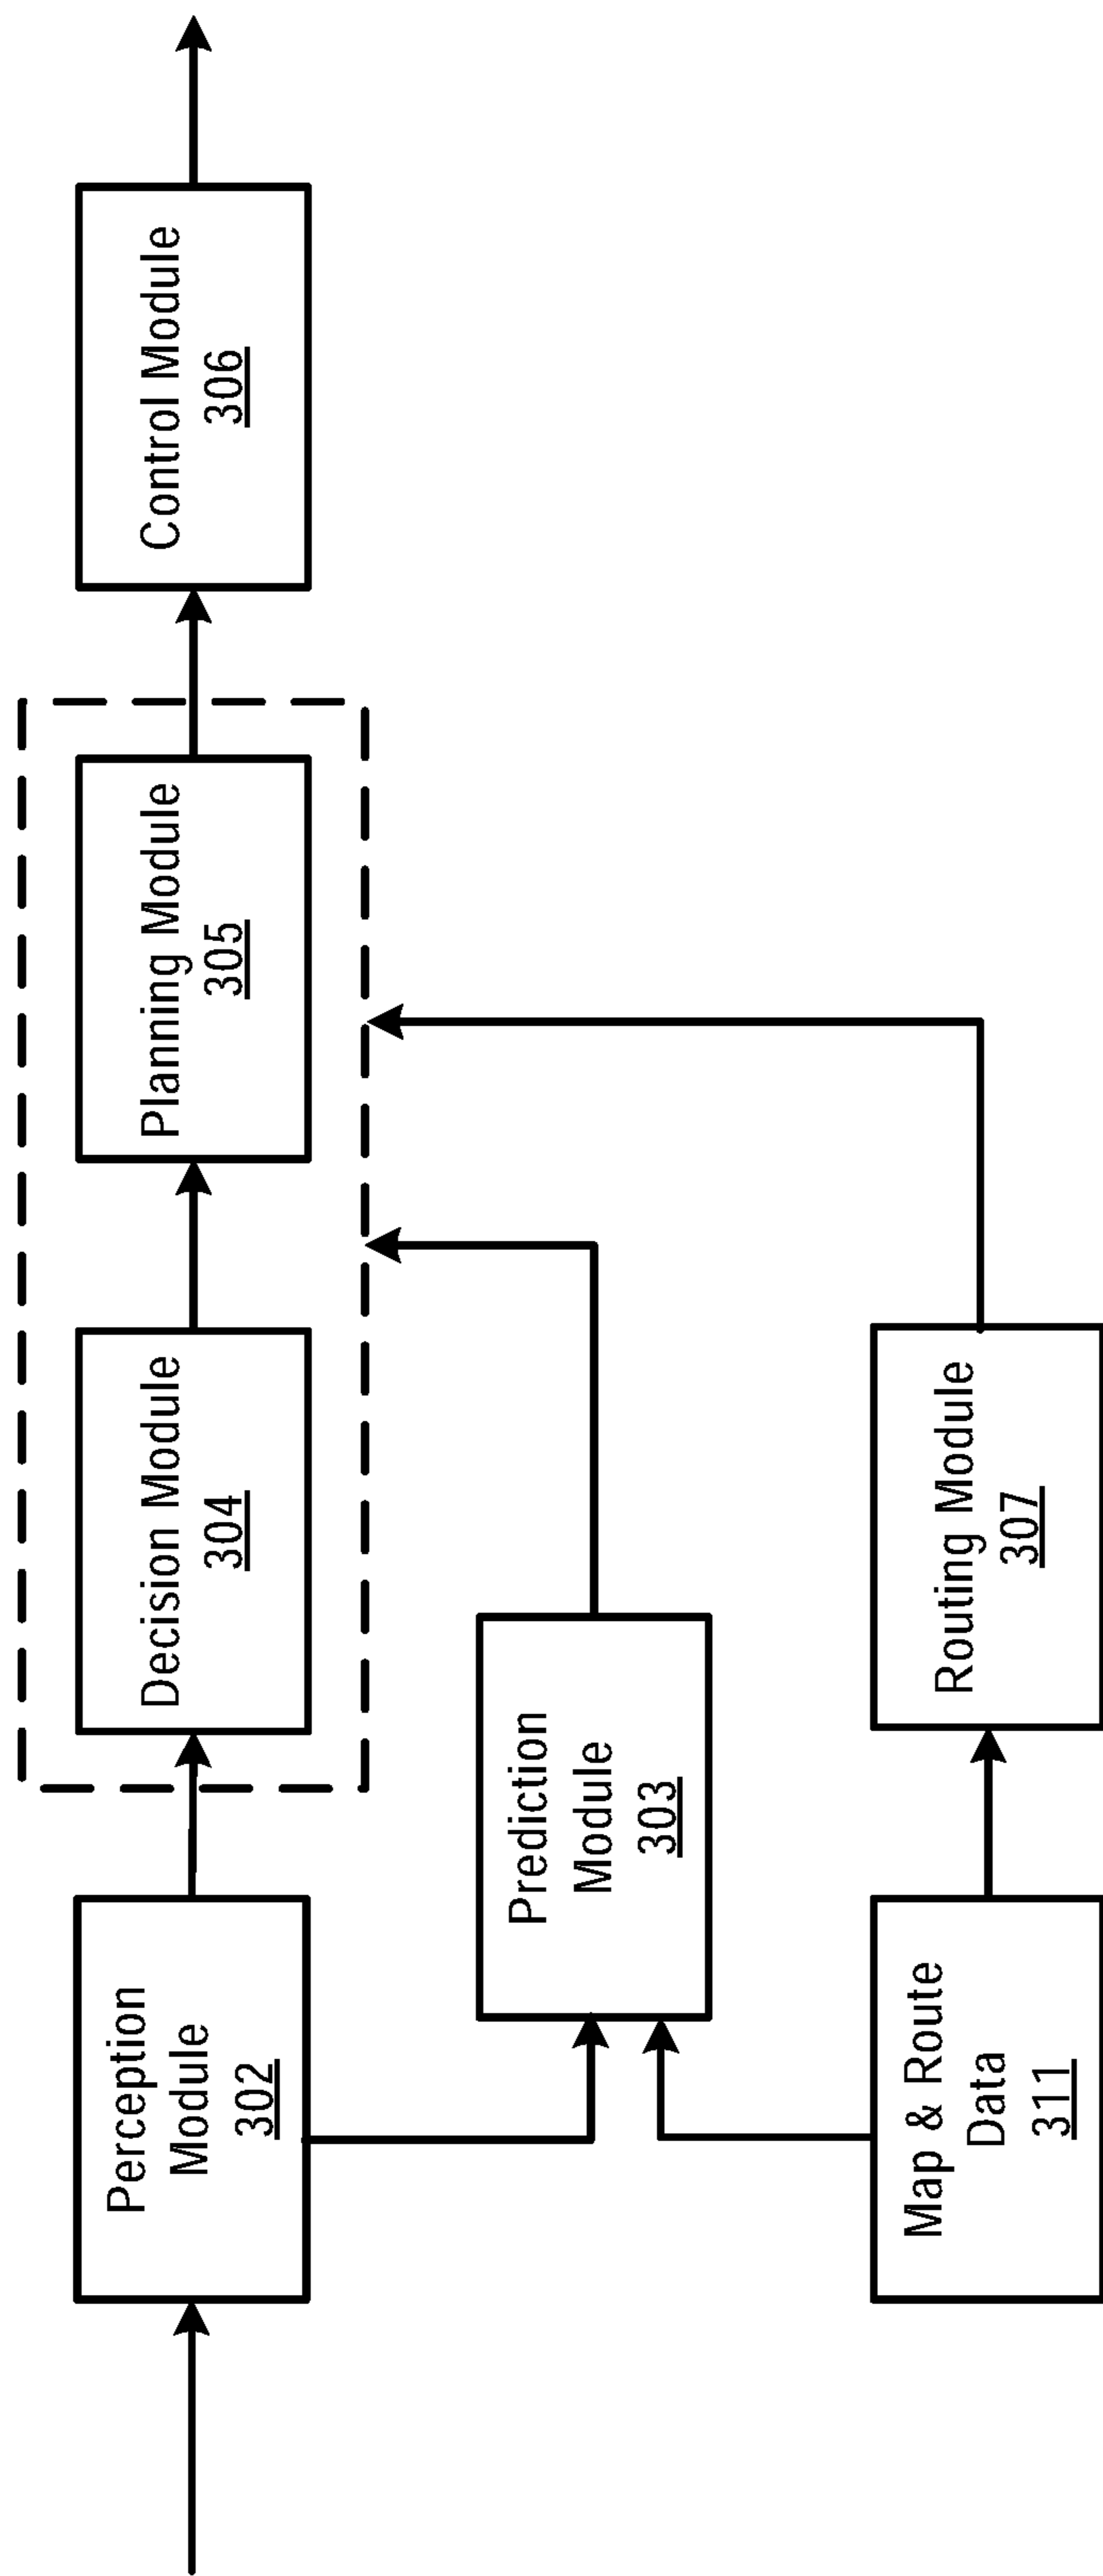 Perception
Module
302
Decision Module
304
Planning Module
305
Control Module
306
Prediction
Module
303
Map & Route
Data
311
Routing Module
307